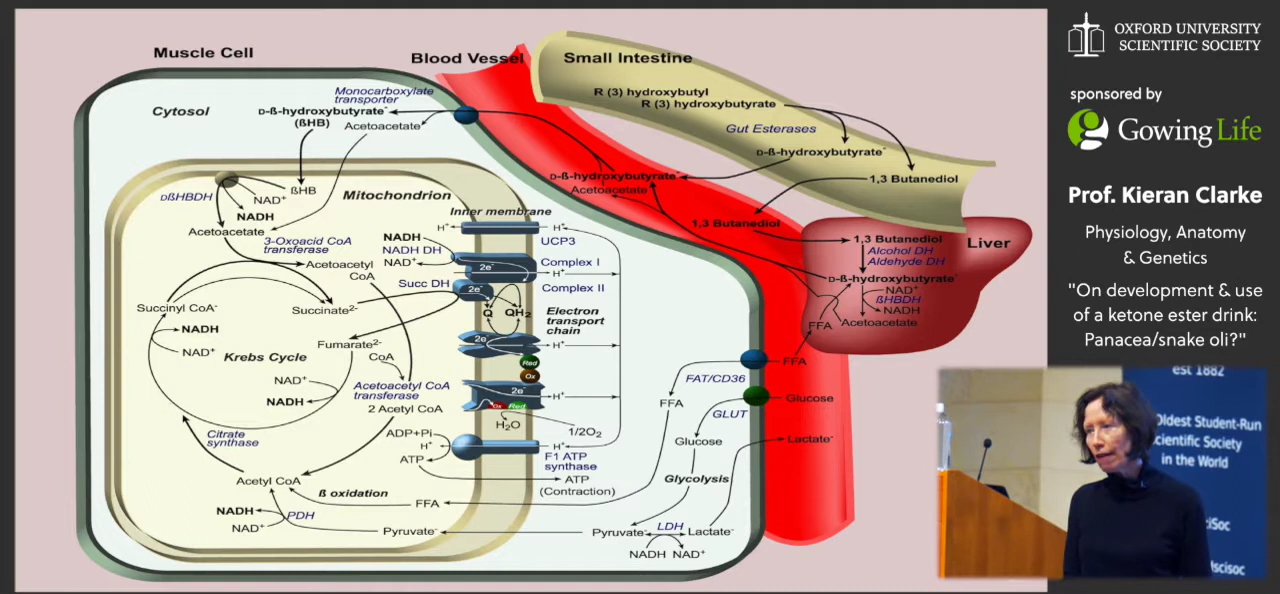 Muscle Cell
Blood Vessel
Small Intestine
R (3) hydroxybutyl
R (3) hydroxybutyrate
Gut Esterases
D-ß-hydroxybutyrate-
1,3 Butanediol
Cytosol
Monocarboxylate
transporter
D-ß-hydroxybutyrate-
(ßHB)
Acetoacetate
D-ß-hydroxybutyrate-
Acetoacetate
1,3 Butanediol
Liver
1,3 Butanediol
Alcohol DH
Aldehyde DH
D-ß-hydroxybutyrate-
NAD+
ßHBDH
NADH
Acetoacetate
FFA
FFA
Mitochondrion
DßHBDH
ßHB
NAD+
NADH
Acetoacetate
3-Oxoacid CoA
transferase
Acetoacetyl
CoA
Succinyl CoA-
Succinate2-
NADH
NAD+
Krebs Cycle
Fumarate2-
CoA
NAD+
NADH
Acetoacetyl CoA
transferase
2 Acetyl CoA
Citrate
synthase
Acetyl CoA
ß oxidation
FFA
NADH
NAD+
PDH
Pyruvate-
Inner membrane
H+
H+
UCP3
NADH
NADH DH
NAD+
2e-
Complex I
H+
Succ DH
2e-
Complex II
Q
QH2
Electron
transport
chain
2e-
H+
Red
Ox
2e-
H+
Ox
Red
H2O
1/2O2
ADP+Pi
H+
ATP
H+
F1 ATP
synthase
ATP
(Contraction)
FAT/CD36
FFA
GLUT
Glucose
Glucose
Lactate-
Glycolysis
Pyruvate-
LDH
Lactate-
NADH
NAD+
OXFORD UNIVERSITY
SCIENTIFIC SOCIETY
sponsored by
Gowing Life
Prof. Kieran Clarke
Physiology, Anatomy
& Genetics
"On development & use
of a ketone ester drink:
Panacea/snake oli?"
est 1882
Oldest Student-Run
cientific Society
in the World
ciSoc
dscisoc